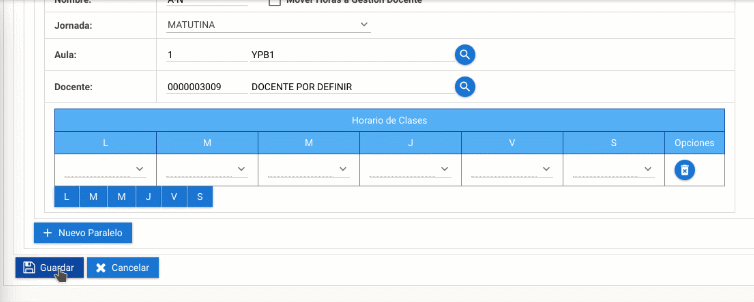 Nombre: A-N Mover Horas a Gestión Docente
Jornada: MATUTINA
Aula: 1 YPB1
Docente: 0000003009 DOCENTE POR DEFINIR
Horario de Clases
L M M J V S Opciones
L M M J V S
+ Nuevo Paralelo
Guardar Cancelar